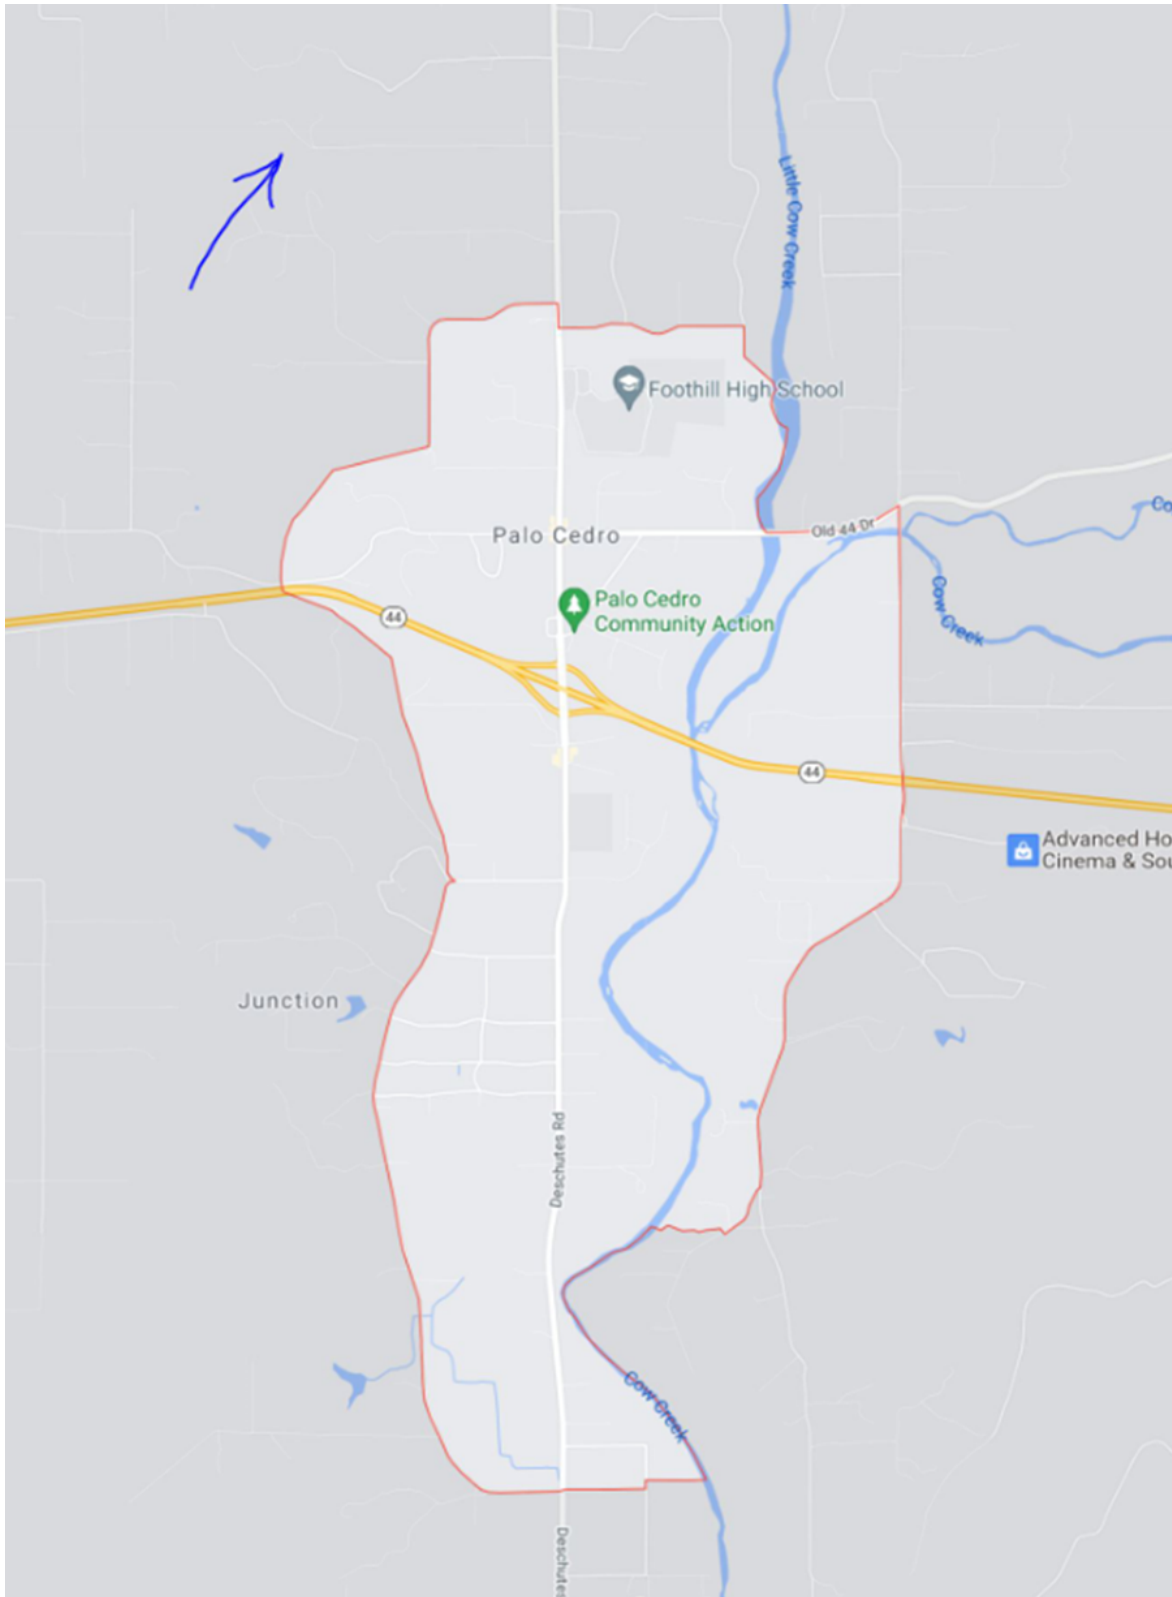 Little Cow Creek
Foothill High School
Old 44 Dr
Co
Palo Cedro
Cow Creek
Palo Cedro
Community Action
44
44
Advanced Ho
Cinema & Sou
Junction
Deschutes Rd
Cow Creek
Deschutes